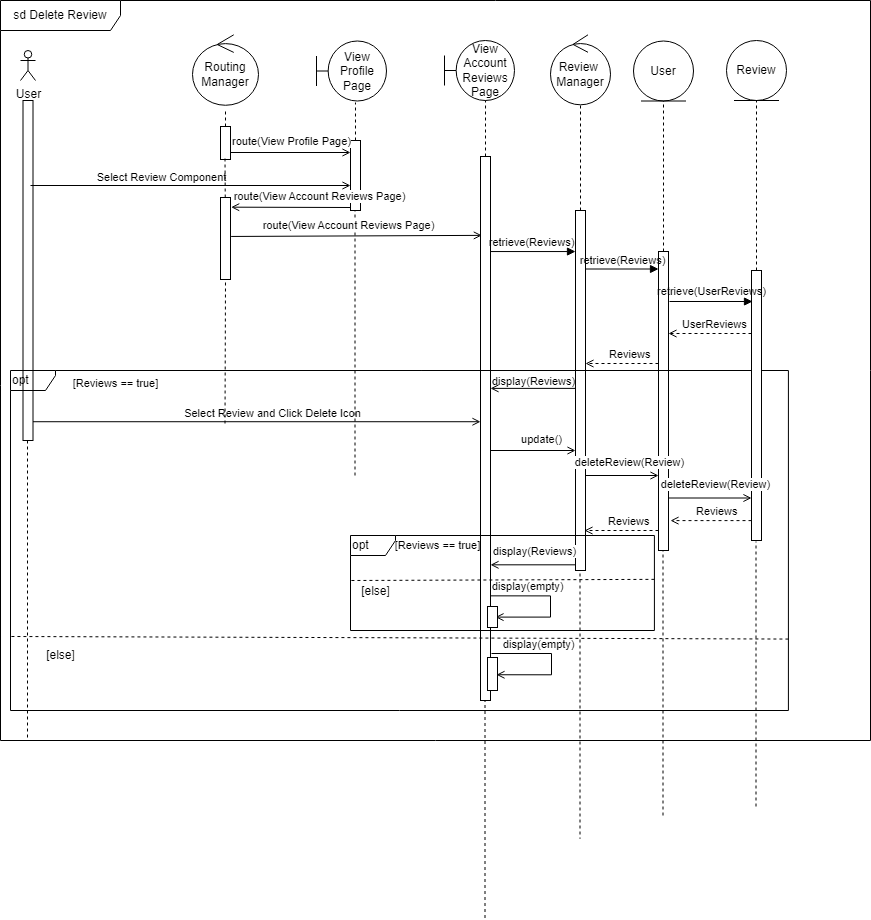 sd Delete Review
User
Routing
Manager
View
Profile
Page
View
Account
Reviews
Page
Review
Manager
User
Review
route(View Profile Page)
Select Review Component
route(View Account Reviews Page)
route(View Account Reviews Page)
retrieve(Reviews)
retrieve(Reviews)
retrieve(UserReviews)
UserReviews
Reviews
opt
[Reviews == true]
display(Reviews)
Select Review and Click Delete Icon
update()
deleteReview(Review)
deleteReview(Review)
Reviews
Reviews
opt
[Reviews == true]
display(Reviews)
[else]
display(empty)
display(empty)
[else]